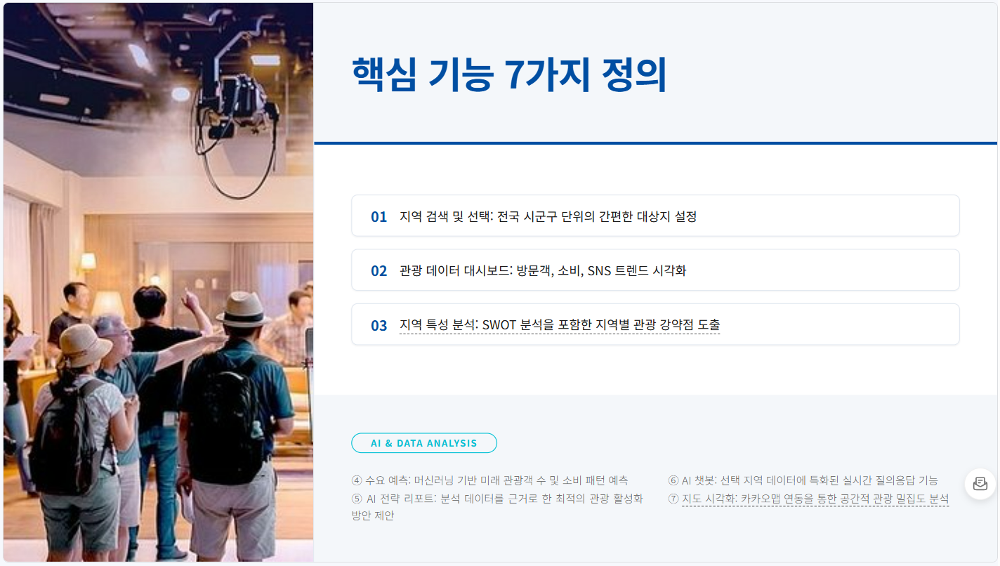 핵심 기능 7가지 정의
01 지역 검색 및 선택: 전국 시군구 단위의 간편한 대상지 설정
02 관광 데이터 대시보드: 방문객, 소비, SNS 트렌드 시각화
03 지역 특성 분석: SWOT 분석을 포함한 지역별 관광 강약점 도출
AI & DATA ANALYSIS
④ 수요 예측: 머신러닝 기반 미래 관광객 수 및 소비 패턴 예측
⑤ AI 전략 리포트: 분석 데이터를 근거로 한 최적의 관광 활성화
방안 제안
⑥ AI 챗봇: 선택 지역 데이터에 특화된 실시간 질의응답 기능
⑦ 지도 시각화: 카카오맵 연동을 통한 공간적 관광 밀집도 분석